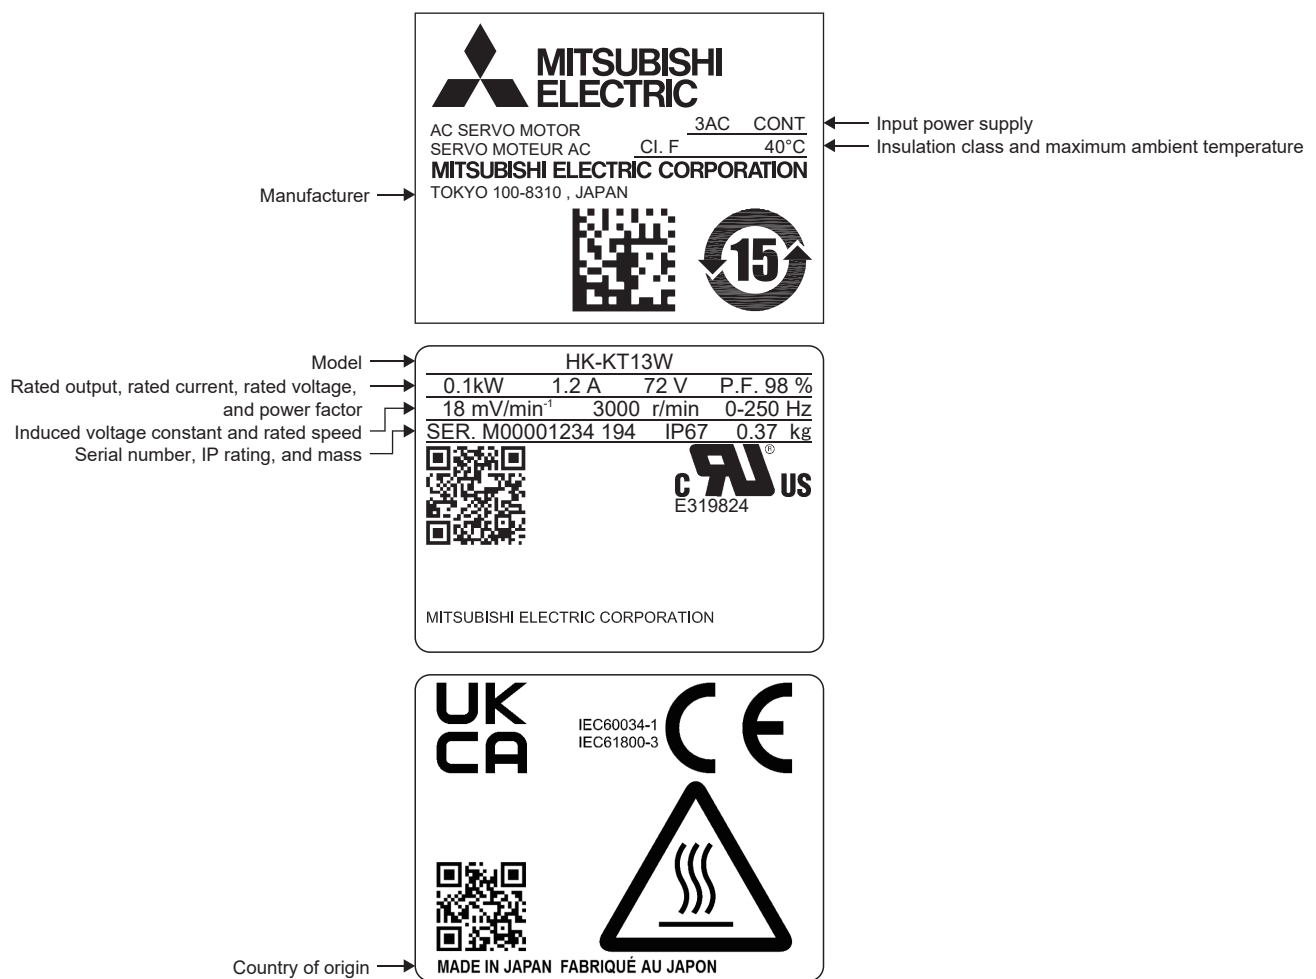 MITSUBISHI
ELECTRIC
AC SERVO MOTOR 3AC CONT
SERVO MOTEUR AC CI. F 40°C
MITSUBISHI ELECTRIC CORPORATION
TOKYO 100-8310 , JAPAN
15
Input power supply
Insulation class and maximum ambient temperature
Manufacturer
Model
Rated output, rated current, rated voltage,
and power factor
Induced voltage constant and rated speed
Serial number, IP rating, and mass
HK-KT13W
0.1kW 1.2 A 72 V P.F. 98 %
18 mV/min⁻¹ 3000 r/min 0-250 Hz
SER. M00001234 194 IP67 0.37 kg
C RU ® US
E319824
MITSUBISHI ELECTRIC CORPORATION
UK
CA
IEC60034-1
IEC61800-3
CE
Country of origin
MADE IN JAPAN FABRIQUÉ AU JAPON